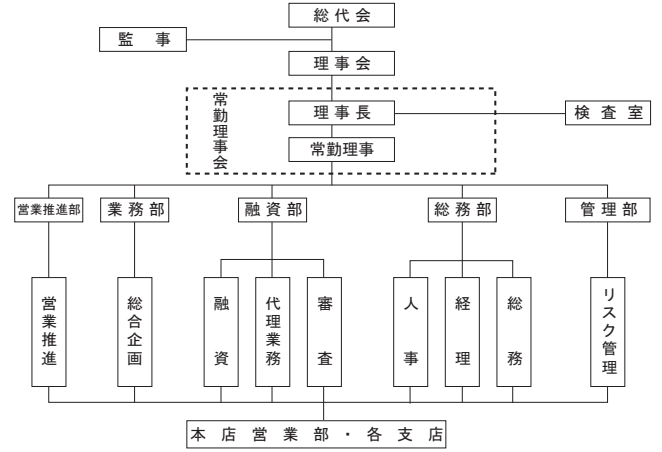 総代会
監事
理事会
常勤理事会
理事長
検査室
常勤理事
営業推進部
業務部
融資部
総務部
管理部
営業推進
総合企画
融資
代理業務
審査
人事
経理
総務
リスク管理
本店営業部・各支店